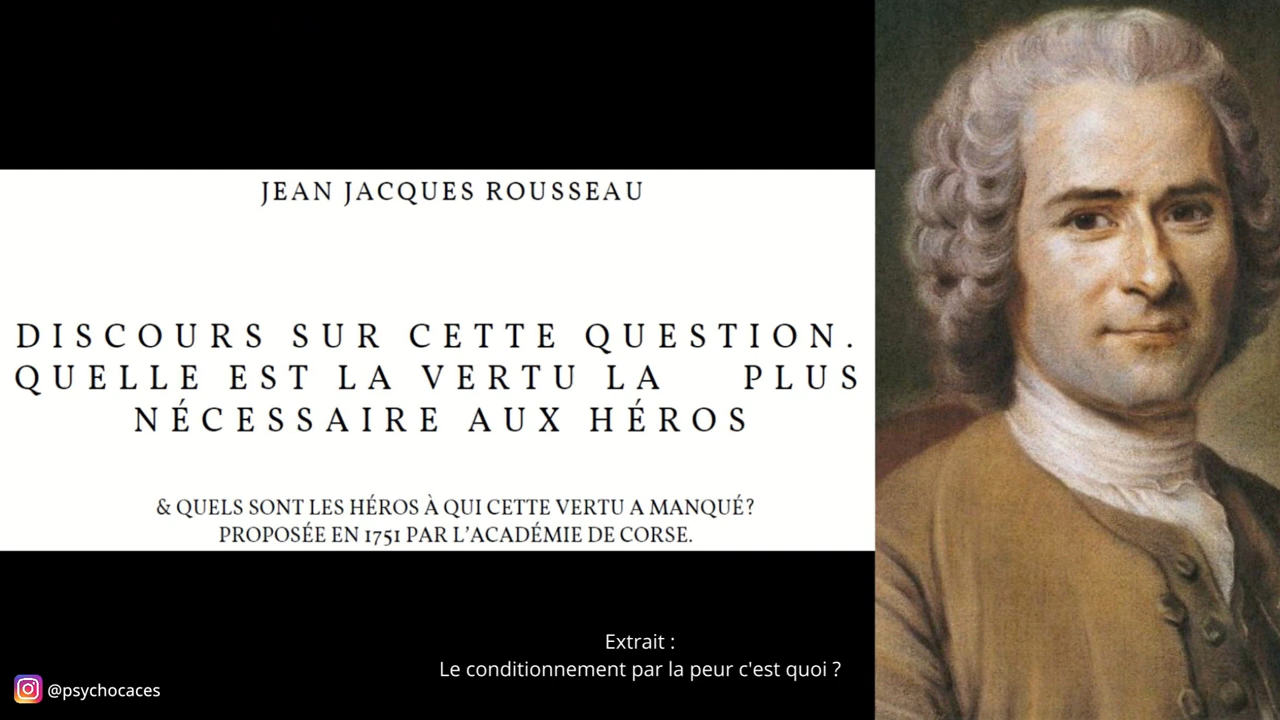 JEAN JACQUES ROUSSEAU
DISCOURS SUR CETTE QUESTION.
QUELLE EST LA VERTU LA PLUS
NÉCESSAIRE AUX HÉROS
& QUELS SONT LES HÉROS À QUI CETTE VERTU A MANQUÉ?
PROPOSÉE EN 1751 PAR L'ACADÉMIE DE CORSE.
Extrait :
Le conditionnement par la peur c'est quoi ?
@psychocaces